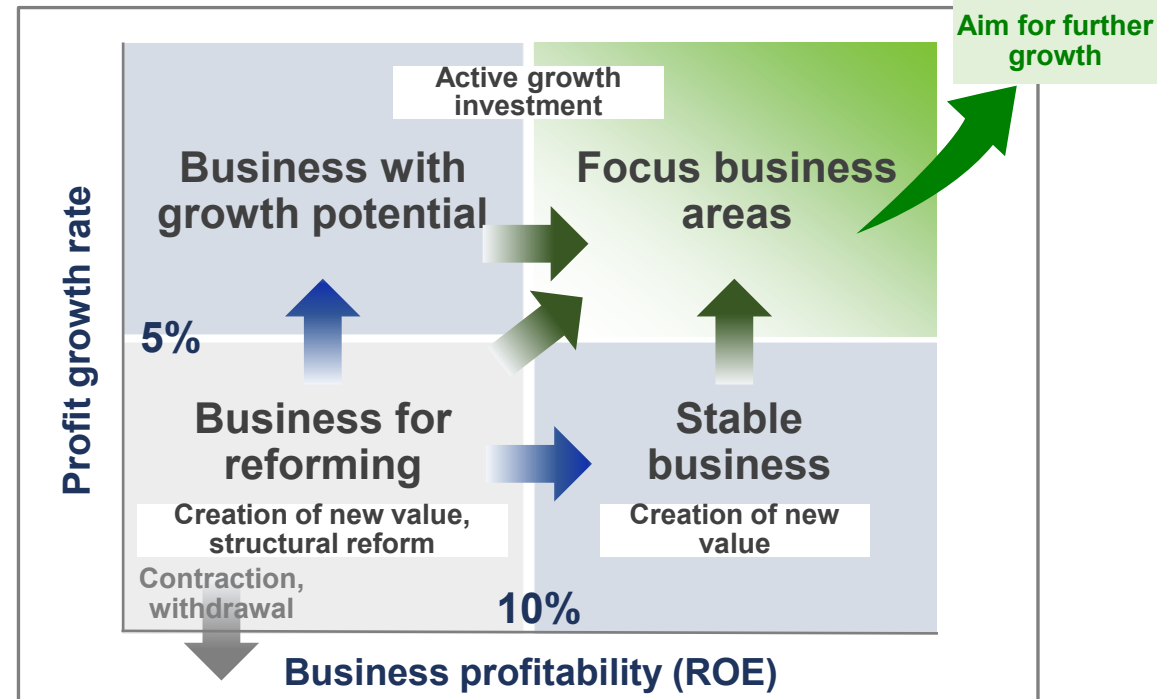 Aim for further
growth
Active growth
investment
Business with
growth potential
Focus business
areas
Profit growth rate
5%
Business for
reforming
Stable
business
Creation of new value,
structural reform
Creation of new
value
Contraction,
withdrawal
10%
Business profitability (ROE)